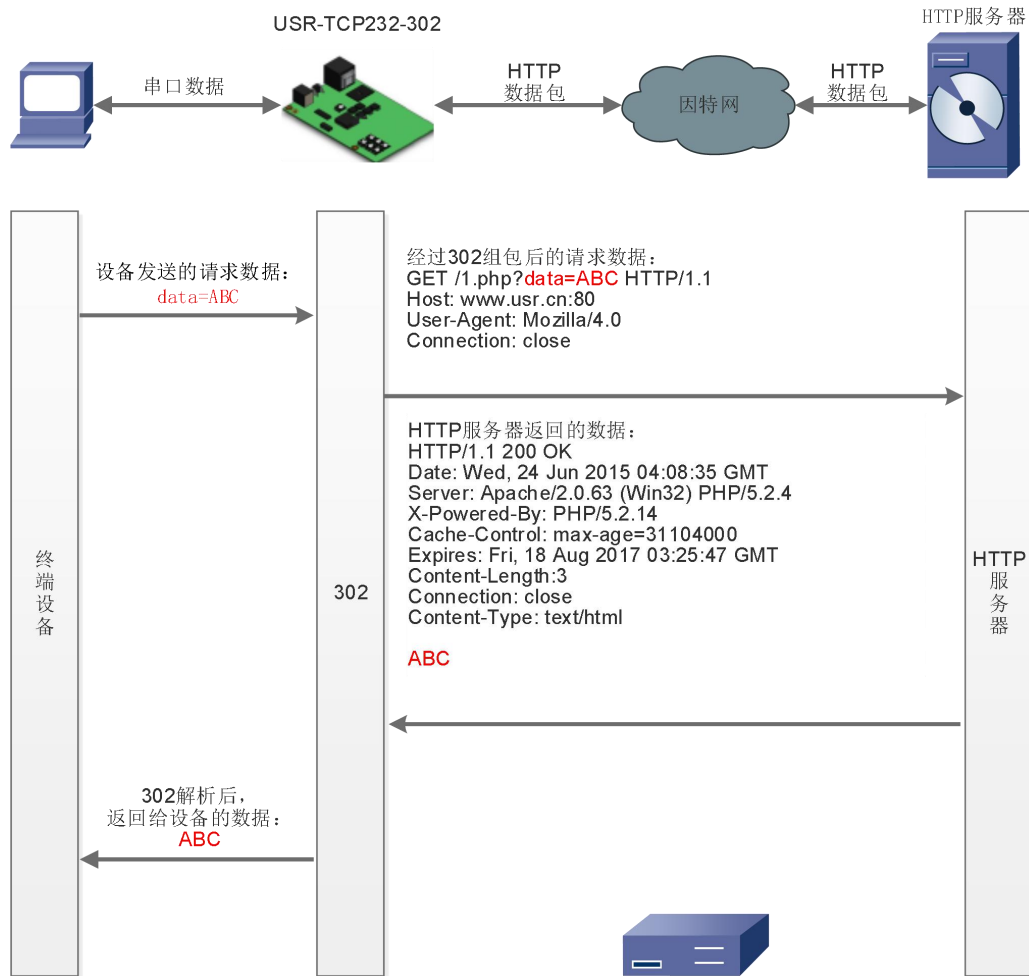 USR-TCP232-302
HTTP服务器
串口数据
HTTP
数据包
因特网
HTTP
数据包
设备发送的请求数据：
data=ABC
经过302组包后的请求数据：
GET /1.php?data=ABC HTTP/1.1
Host: www.usr.cn:80
User-Agent: Mozilla/4.0
Connection: close
HTTP服务器返回的数据：
HTTP/1.1 200 OK
Date: Wed, 24 Jun 2015 04:08:35 GMT
Server: Apache/2.0.63 (Win32) PHP/5.2.4
X-Powered-By: PHP/5.2.14
Cache-Control: max-age=31104000
Expires: Fri, 18 Aug 2017 03:25:47 GMT
Content-Length:3
Connection: close
Content-Type: text/html
ABC
终端设备
302
HTTP
服务器
302解析后，
返回给设备的数据：
ABC